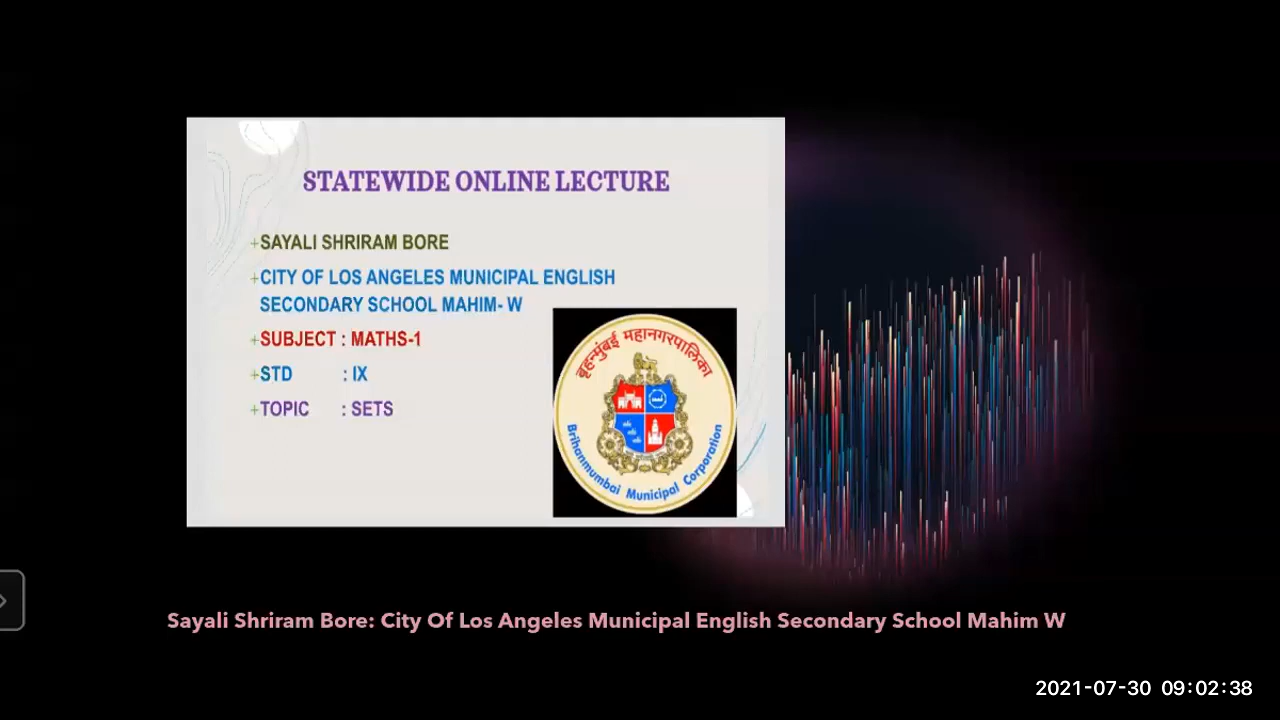 STATEWIDE ONLINE LECTURE
+SAYALI SHRIRAM BORE
+CITY OF LOS ANGELES MUNICIPAL ENGLISH
SECONDARY SCHOOL MAHIM- W
+SUBJECT : MATHS-1
+STD : IX
+TOPIC : SETS
बृहन्मुंबई महानगरपालिका
Brihanmumbai Municipal Corporation
Sayali Shriram Bore: City Of Los Angeles Municipal English Secondary School Mahim W
2021-07-30 09:02:38